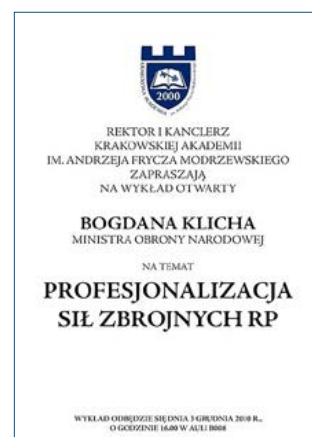 2000
REKTOR I KANCLERZ
KRAKOWSKIEJ AKADEMII
IM. ANDRZEJA FRYCZA MODRZEWSKIEGO
ZAPRASZAJĄ
NA WYKŁAD OTWARTY
BOGDANA KLICHA
MINISTRA OBRONY NARODOWEJ
NA TEMAT
PROFESJONALIZACJA
SIŁ ZBROJNYCH RP
WYKŁAD ODBĘDZIE SIĘ DNIA 3 GRUDNIA 2010 R.,
O GODZINIE 16.00 W AULI B008